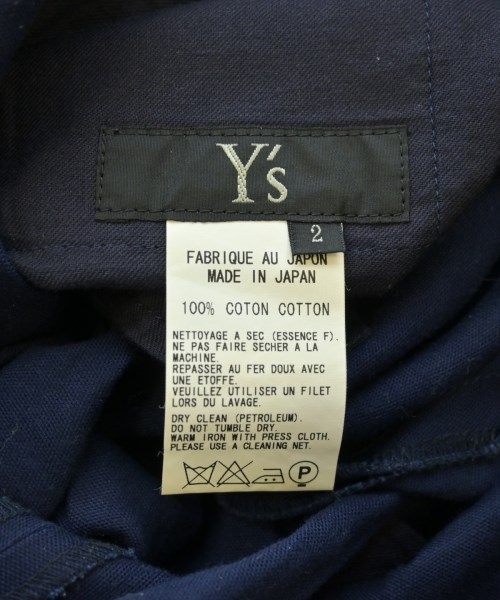 Y's
2
FABRIQUE AU JAPON
MADE IN JAPAN
100% COTON COTTON
NETTOYAGE A SEC (ESSENCE F).
NE PAS FAIRE SECHER A LA
MACHINE.
REPASSER AU FER DOUX AVEC
UNE ETOFFE.
VEUILLEZ UTILISER UN FILET
LORS DU LAVAGE.
DRY CLEAN (PETROLEUM).
DO NOT TUMBLE DRY.
WARM IRON WITH PRESS CLOTH.
PLEASE USE A CLEANING NET.
P